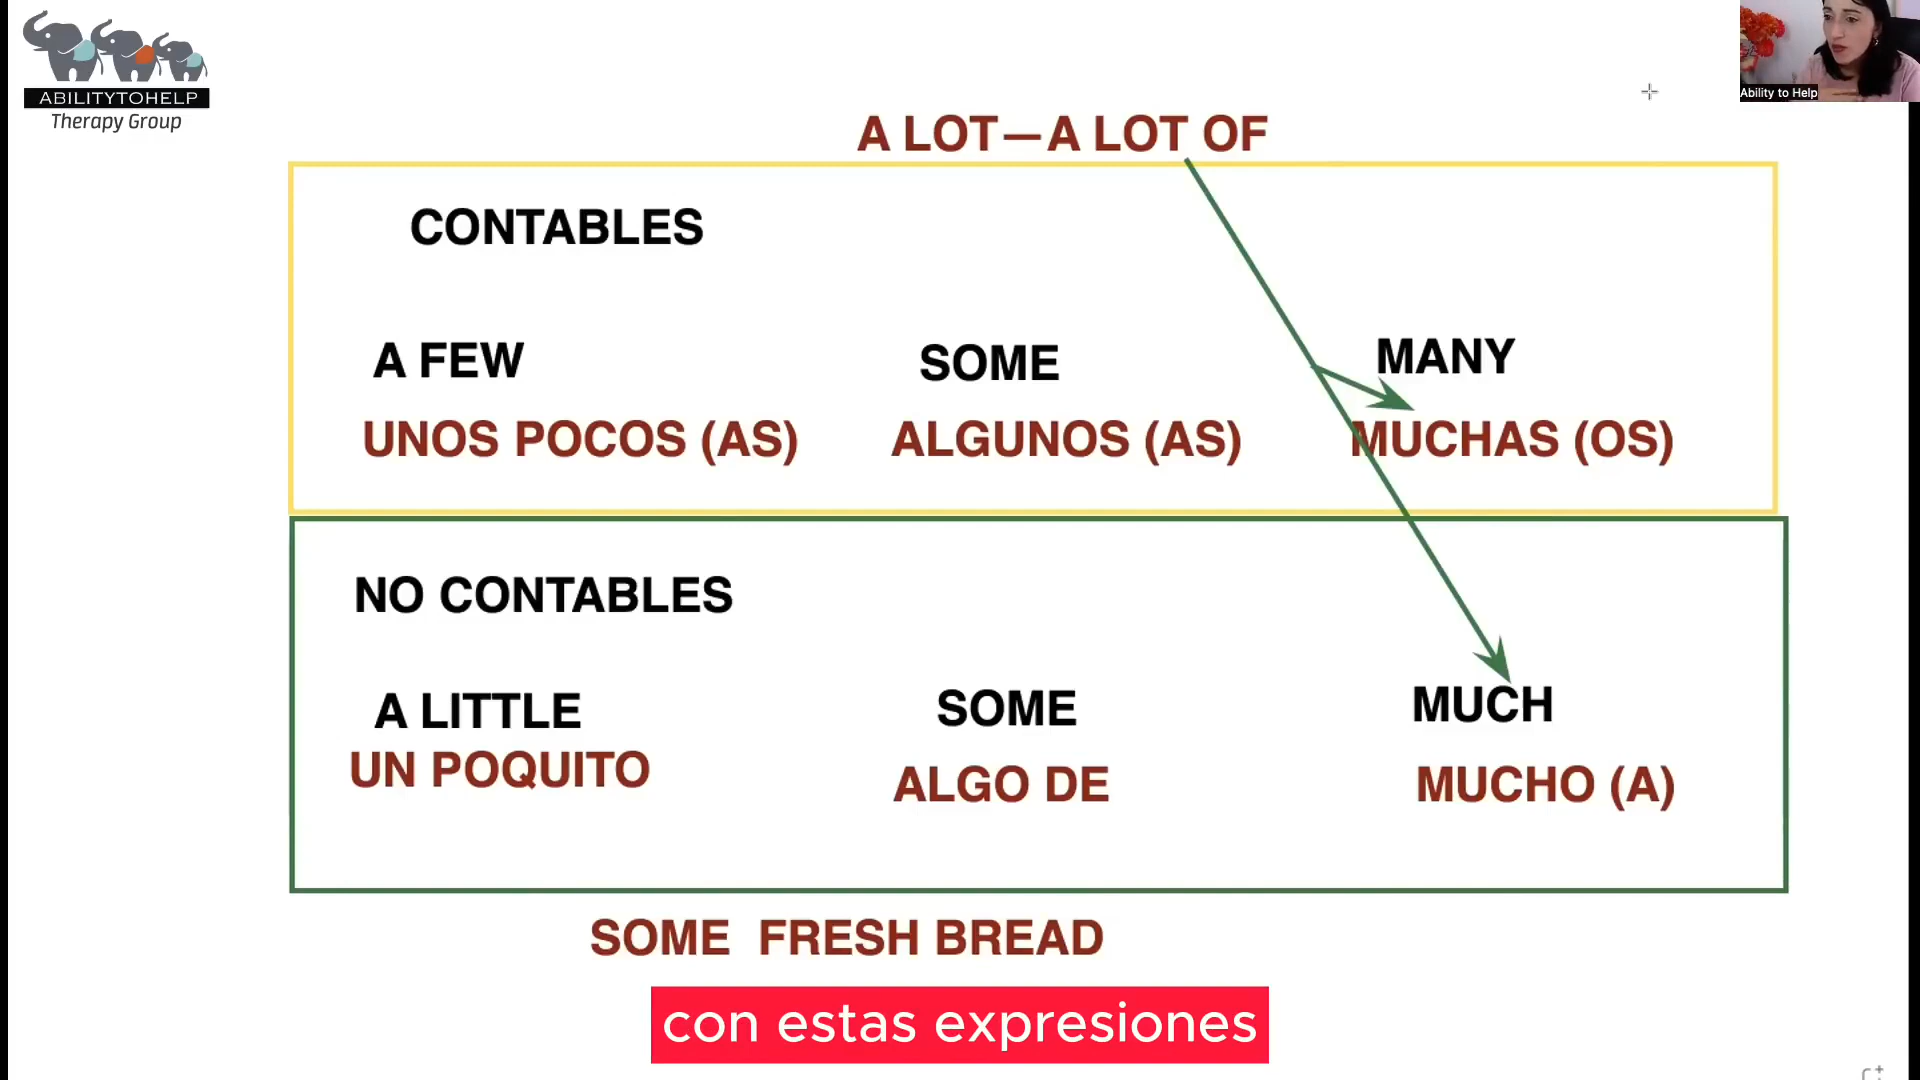 ABILITYTOHELP
Therapy Group
Ability to Help
A LOT—A LOT OF
CONTABLES
A FEW SOME MANY
UNOS POCOS (AS) ALGUNOS (AS) MUCHAS (OS)
NO CONTABLES
A LITTLE SOME MUCH
UN POQUITO ALGO DE MUCHO (A)
SOME FRESH BREAD
con estas expresiones